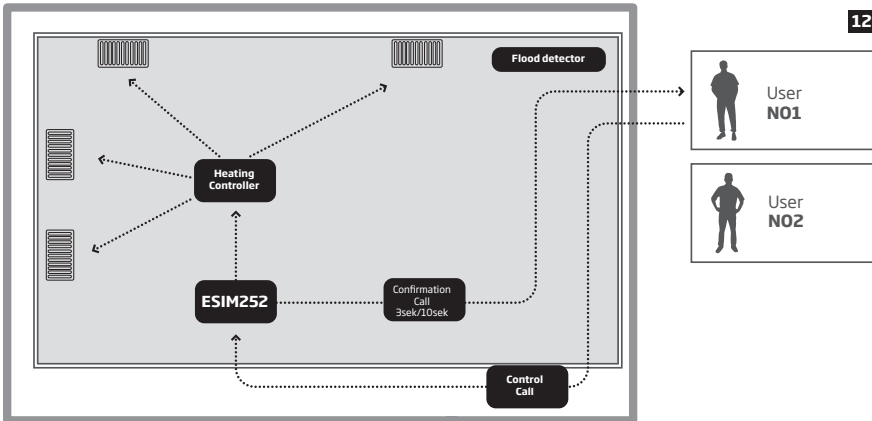 12
Flood detector
User
NO1
Heating
Controller
User
NO2
ESIM252
Confirmation
Call
3sek/10sek
Control
Call